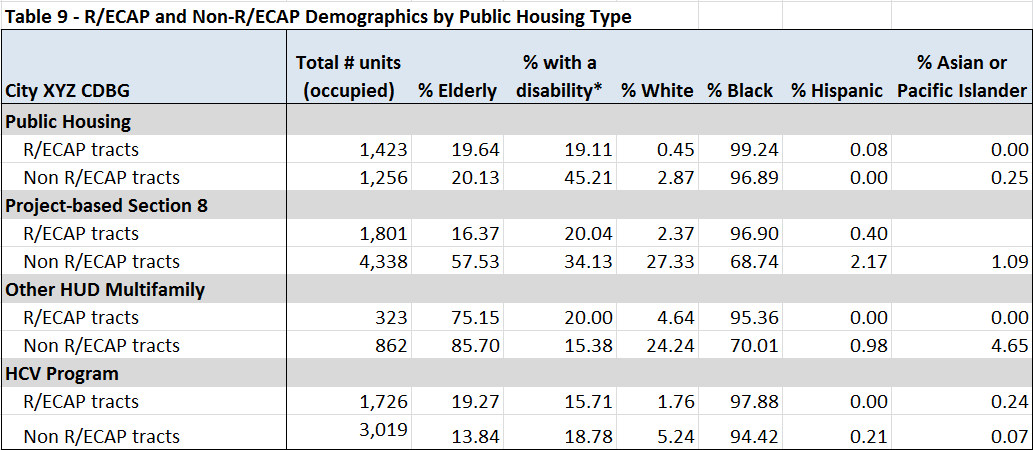 Table 9 - R/ECAP and Non-R/ECAP Demographics by Public Housing Type
City XYZ CDBG Total # units (occupied) % Elderly % with a disability* % White % Black % Hispanic % Asian or Pacific Islander
Public Housing
R/ECAP tracts 1,423 19.64 19.11 0.45 99.24 0.08 0.00
Non R/ECAP tracts 1,256 20.13 45.21 2.87 96.89 0.00 0.25
Project-based Section 8
R/ECAP tracts 1,801 16.37 20.04 2.37 96.90 0.40
Non R/ECAP tracts 4,338 57.53 34.13 27.33 68.74 2.17 1.09
Other HUD Multifamily
R/ECAP tracts 323 75.15 20.00 4.64 95.36 0.00 0.00
Non R/ECAP tracts 862 85.70 15.38 24.24 70.01 0.98 4.65
HCV Program
R/ECAP tracts 1,726 19.27 15.71 1.76 97.88 0.00 0.24
Non R/ECAP tracts 3,019 13.84 18.78 5.24 94.42 0.21 0.07